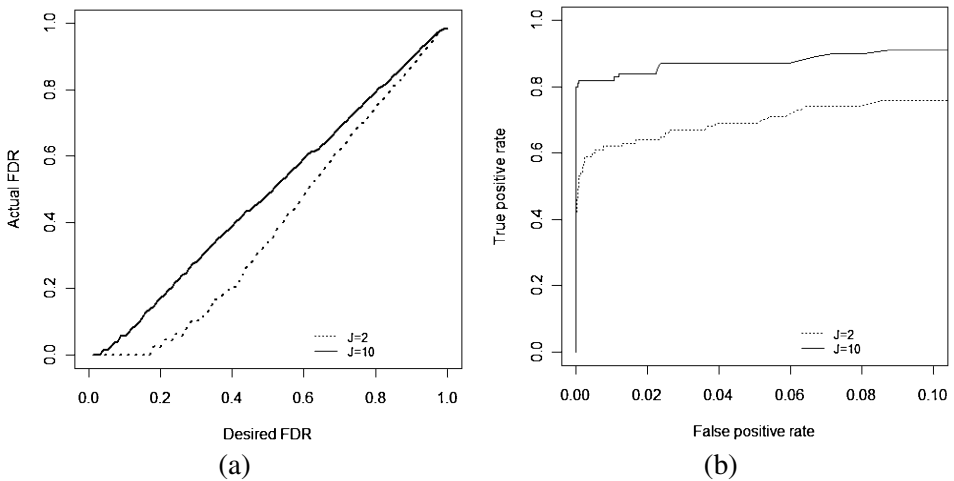 Actual FDR
1.0
0.8
0.6
0.4
0.2
0.0
J=2
J=10
0.0 0.2 0.4 0.6 0.8 1.0
Desired FDR
(a)
True positive rate
1.0
0.8
0.6
0.4
0.2
0.0
J=2
J=10
0.00 0.02 0.04 0.06 0.08 0.10
False positive rate
(b)